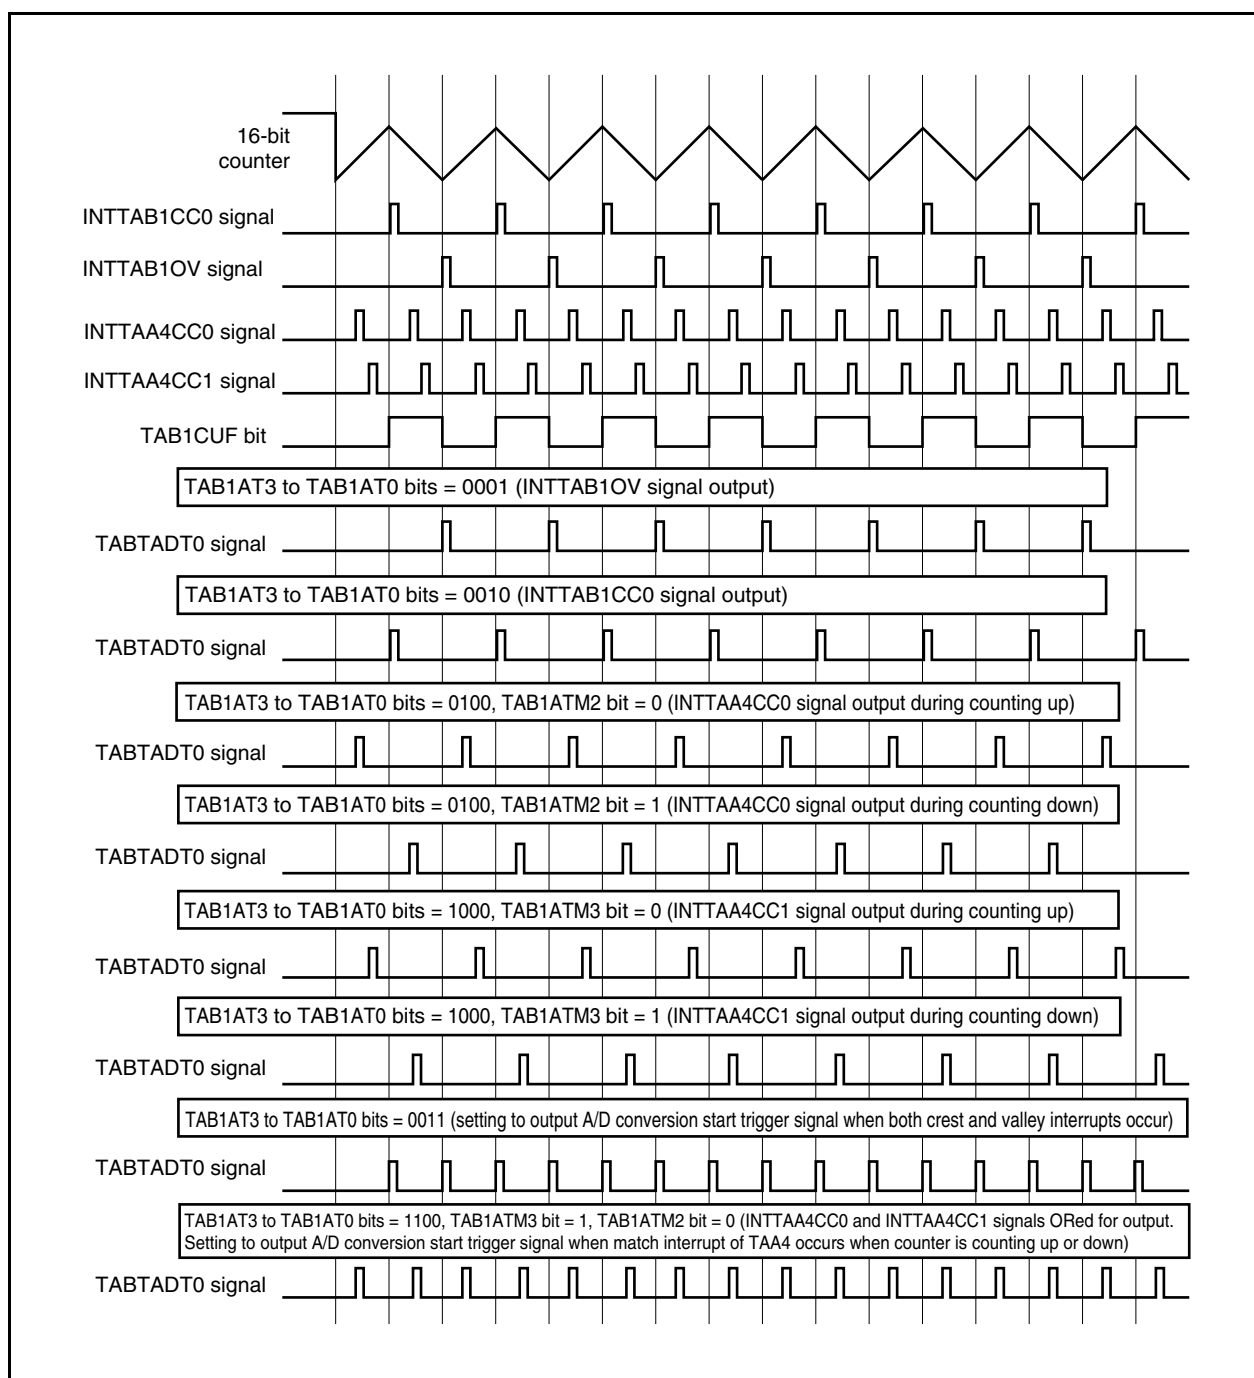 16-bit
counter
INTTAB1CC0 signal
INTTAB1OV signal
INTTAA4CC0 signal
INTTAA4CC1 signal
TAB1CUF bit
TAB1AT3 to TAB1AT0 bits = 0001 (INTTAB1OV signal output)
TABTADT0 signal
TAB1AT3 to TAB1AT0 bits = 0010 (INTTAB1CC0 signal output)
TABTADT0 signal
TAB1AT3 to TAB1AT0 bits = 0100, TAB1ATM2 bit = 0 (INTTAA4CC0 signal output during counting up)
TABTADT0 signal
TAB1AT3 to TAB1AT0 bits = 0100, TAB1ATM2 bit = 1 (INTTAA4CC0 signal output during counting down)
TABTADT0 signal
TAB1AT3 to TAB1AT0 bits = 1000, TAB1ATM3 bit = 0 (INTTAA4CC1 signal output during counting up)
TABTADT0 signal
TAB1AT3 to TAB1AT0 bits = 1000, TAB1ATM3 bit = 1 (INTTAA4CC1 signal output during counting down)
TABTADT0 signal
TAB1AT3 to TAB1AT0 bits = 0011 (setting to output A/D conversion start trigger signal when both crest and valley interrupts occur)
TABTADT0 signal
TAB1AT3 to TAB1AT0 bits = 1100, TAB1ATM3 bit = 1, TAB1ATM2 bit = 0 (INTTAA4CC0 and INTTAA4CC1 signals ORed for output.
Setting to output A/D conversion start trigger signal when match interrupt of TAA4 occurs when counter is counting up or down)
TABTADT0 signal